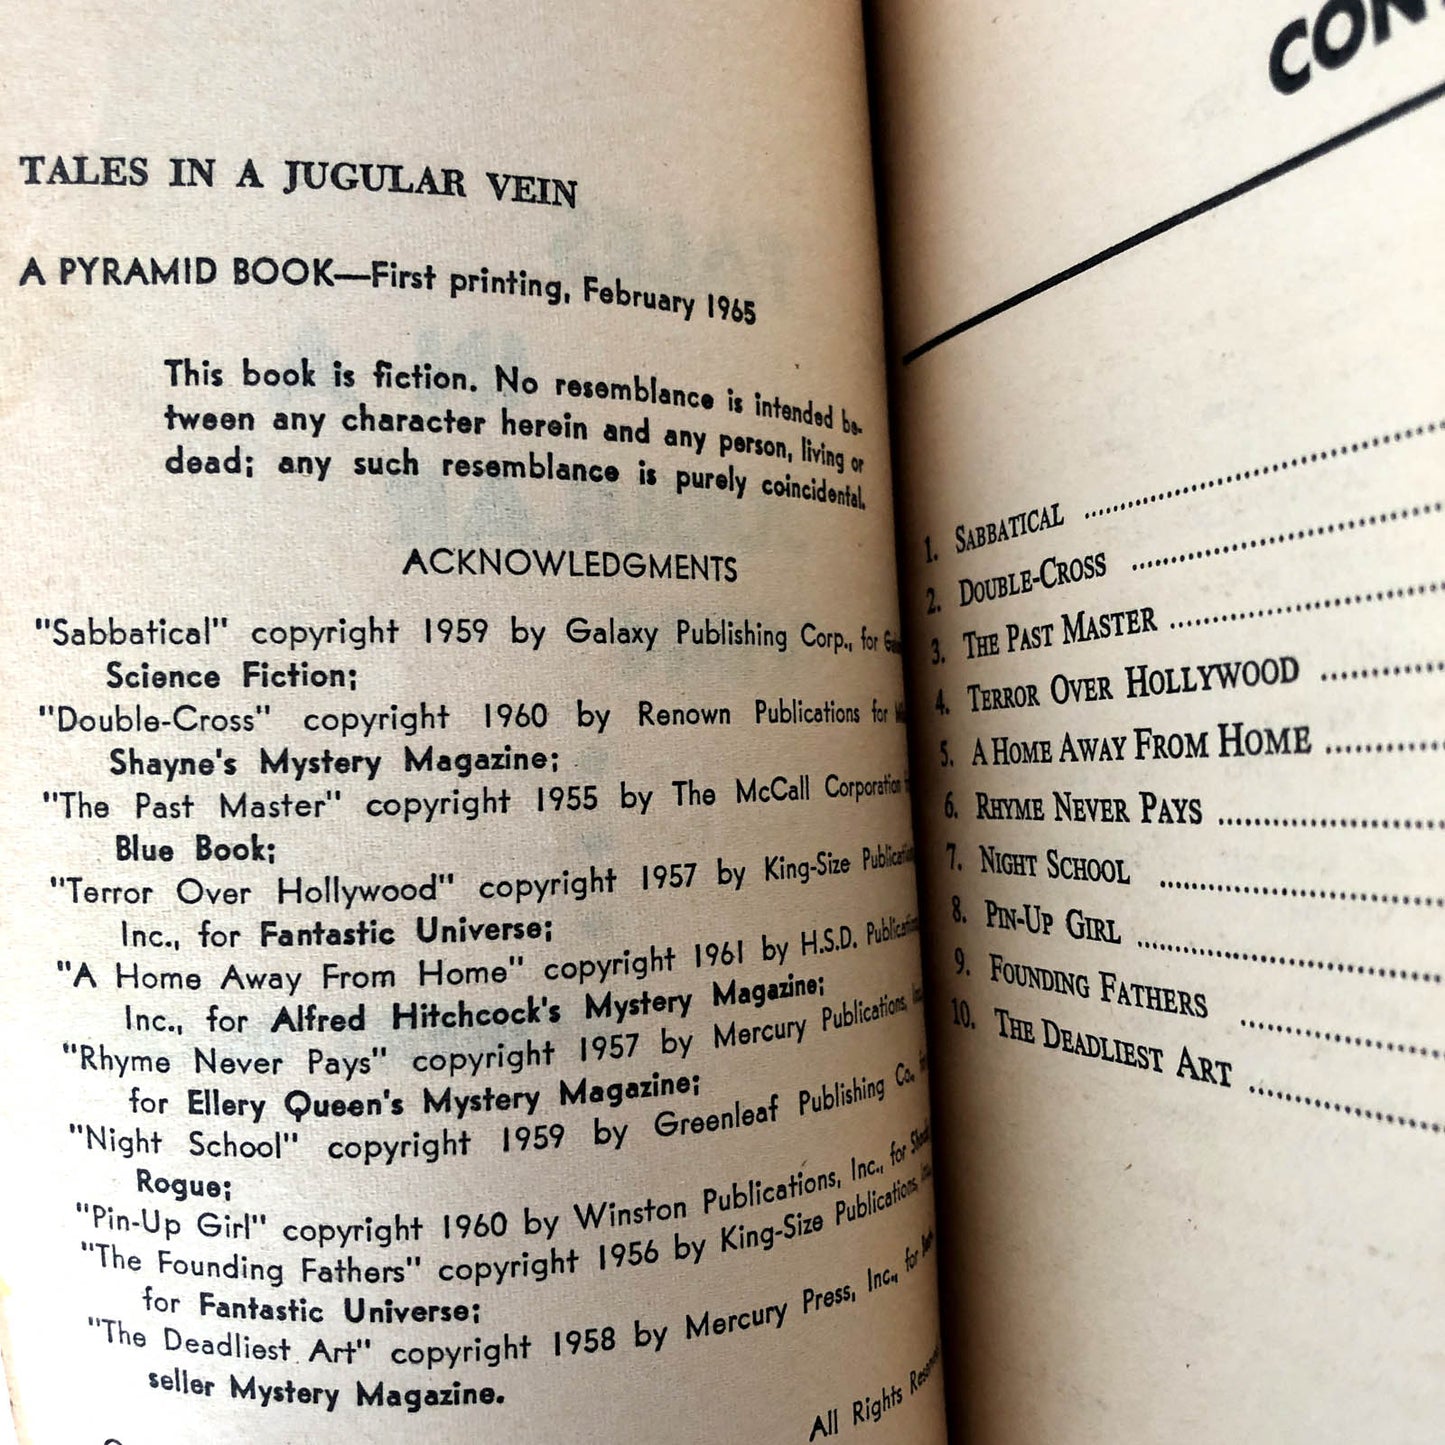 TALES IN A JUGULAR VEIN
A PYRAMID BOOK—First printing, February 1965
This book is fiction. No resemblance is intended be-
tween any character herein and any person, living or
dead; any such resemblance is purely coincidental.
ACKNOWLEDGMENTS
"Sabbatical" copyright 1959 by Galaxy Publishing Corp., for
Science Fiction;
"Double-Cross" copyright 1960 by Renown Publications for
Shayne's Mystery Magazine;
"The Past Master" copyright 1955 by The McCall Corporation
Blue Book;
"Terror Over Hollywood" copyright 1957 by King-Size Publications
Inc., for Fantastic Universe;
"A Home Away From Home" copyright 1961 by H.S.D. Publications
Inc., for Alfred Hitchcock's Mystery Magazine;
"Rhyme Never Pays" copyright 1957 by Mercury Publications,
for Ellery Queen's Mystery Magazine;
"Night School" copyright 1959 by Greenleaf Publishing Co.
Rogue;
"Pin-Up Girl" copyright 1960 by Winston Publications, Inc., for
"The Founding Fathers" copyright 1956 by King-Size Publications,
for Fantastic Universe;
"The Deadliest Art" copyright 1958 by Mercury Press, Inc., for
seller Mystery Magazine.
All Rights
CONT
1. SABBATICAL
2. DOUBLE-CROSS
3. THE PAST MASTER
4. TERROR OVER HOLLYWOOD
5. A HOME AWAY FROM HOME
6. RHYME NEVER PAYS
7. NIGHT SCHOOL
8. PIN-UP GIRL
9. FOUNDING FATHERS
10. THE DEADLIEST ART